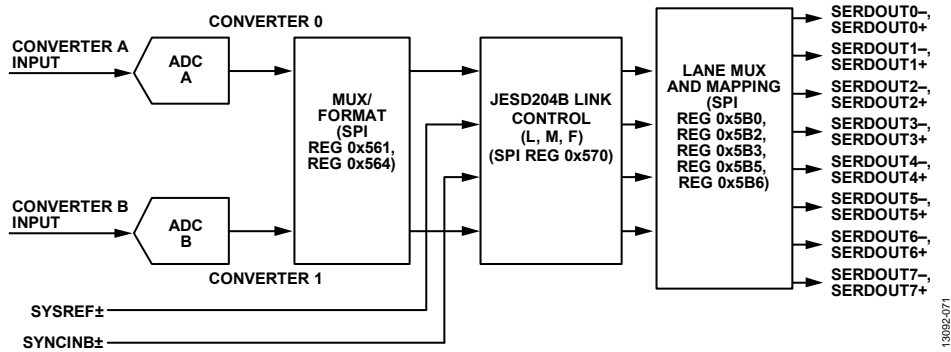 CONVERTER 0
CONVERTER A
INPUT
ADC
A
MUX/
FORMAT
(SPI
REG 0x561,
REG 0x564)
JESD204B LINK
CONTROL
(L, M, F)
(SPI REG 0x570)
LANE MUX
AND MAPPING
(SPI
REG 0x5B0,
REG 0x5B2,
REG 0x5B3,
REG 0x5B5,
REG 0x5B6)
SERDOUT0–,
SERDOUT0+
SERDOUT1–,
SERDOUT1+
SERDOUT2–,
SERDOUT2+
SERDOUT3–,
SERDOUT3+
SERDOUT4–,
SERDOUT4+
SERDOUT5–,
SERDOUT5+
SERDOUT6–,
SERDOUT6+
SERDOUT7–,
SERDOUT7+
CONVERTER B
INPUT
ADC
B
CONVERTER 1
SYSREF±
SYNCINB±
13092-071